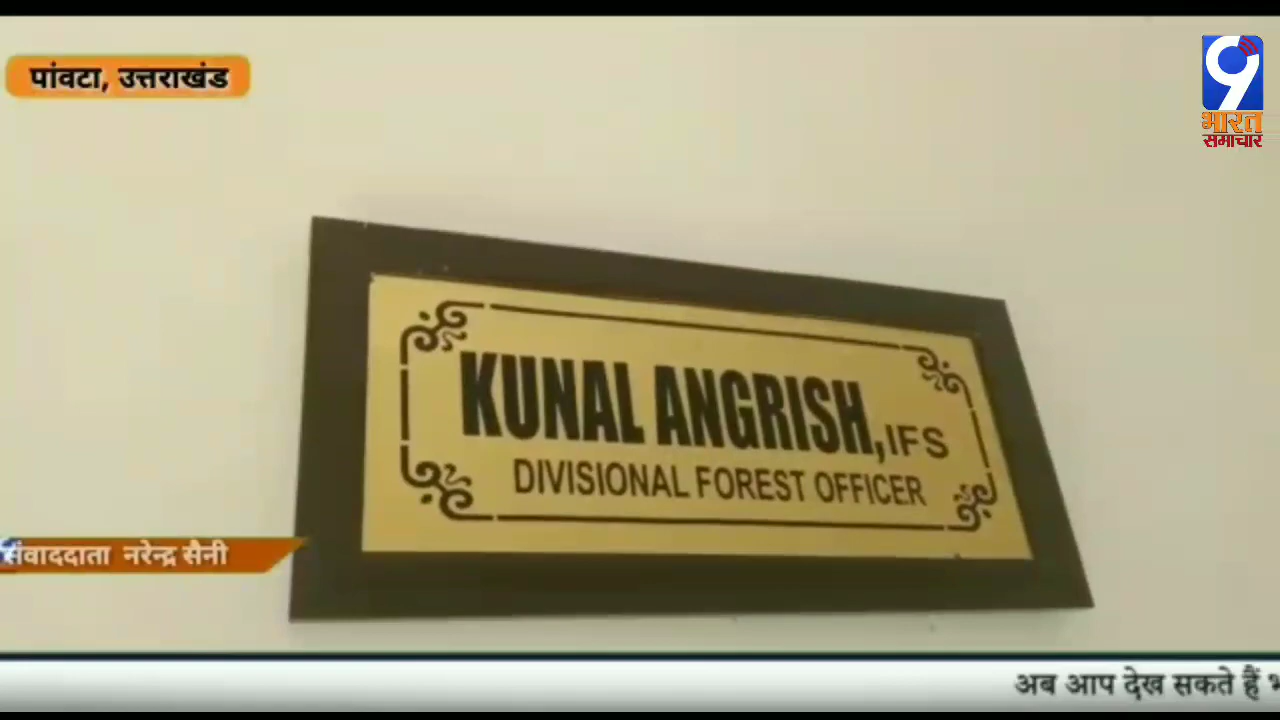 पांवटा, उत्तराखंड
9
भारत
समाचार
KUNAL ANGRISH, IFS
DIVISIONAL FOREST OFFICER
संवाददाता नरेन्द्र सैनी
अब आप देख सकते हैं